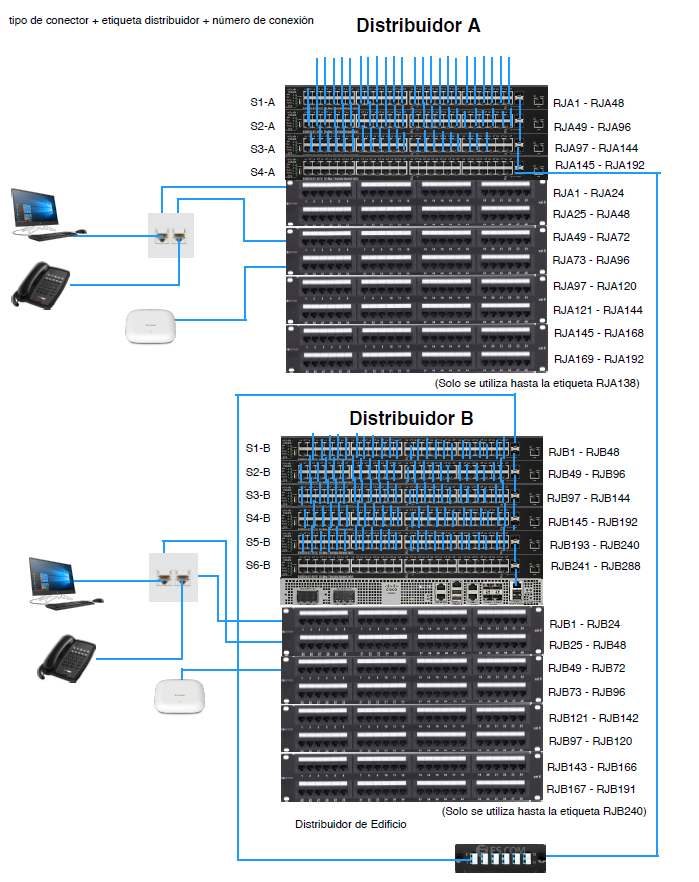 tipo de conector + etiqueta distribuidor + número de conexión
Distribuidor A
S1-A
RJA1 - RJA48
S2-A
RJA49 - RJA96
S3-A
RJA97 - RJA144
S4-A
RJA145 - RJA192
RJA1 - RJA24
RJA25 - RJA48
RJA49 - RJA72
RJA73 - RJA96
RJA97 - RJA120
RJA121 - RJA144
RJA145 - RJA168
RJA169 - RJA192
(Solo se utiliza hasta la etiqueta RJA138)
Distribuidor B
S1-B
RJB1 - RJB48
S2-B
RJB49 - RJB96
S3-B
RJB97 - RJB144
S4-B
RJB145 - RJB192
S5-B
RJB193 - RJB240
S6-B
RJB241 - RJB288
RJB1 - RJB24
RJB25 - RJB48
RJB49 - RJB72
RJB73 - RJB96
RJB121 - RJB142
RJB97 - RJB120
RJB143 - RJB166
RJB167 - RJB191
(Solo se utiliza hasta la etiqueta RJB240)
Distribuidor de Edificio
FS.COM